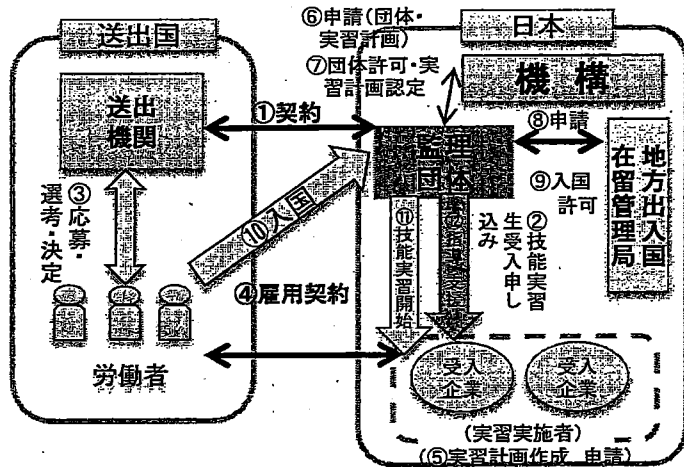 送出国
送出
機関
①契約
③応募・
選考・決定
⑩入国
④雇用契約
労働者
日本
⑥申請(団体・
実習計画)
⑦団体許可・実
習計画認定
機構
監理
団体
⑧申請
⑨入国
許可
地方出入国
在留管理局
②技能実習
生受入申し
込み
⑪技能実習開始
受入
企業
受入
企業
(実習実施者)
(⑤実習計画作成 申請)